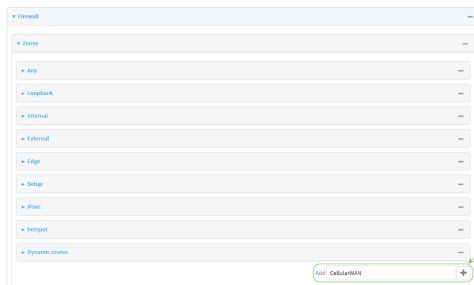 Firewall
Zones
Any
Loopback
Internal
External
Edge
Setup
IPsec
hotspot
Dynamic routes
Add CellularWAN